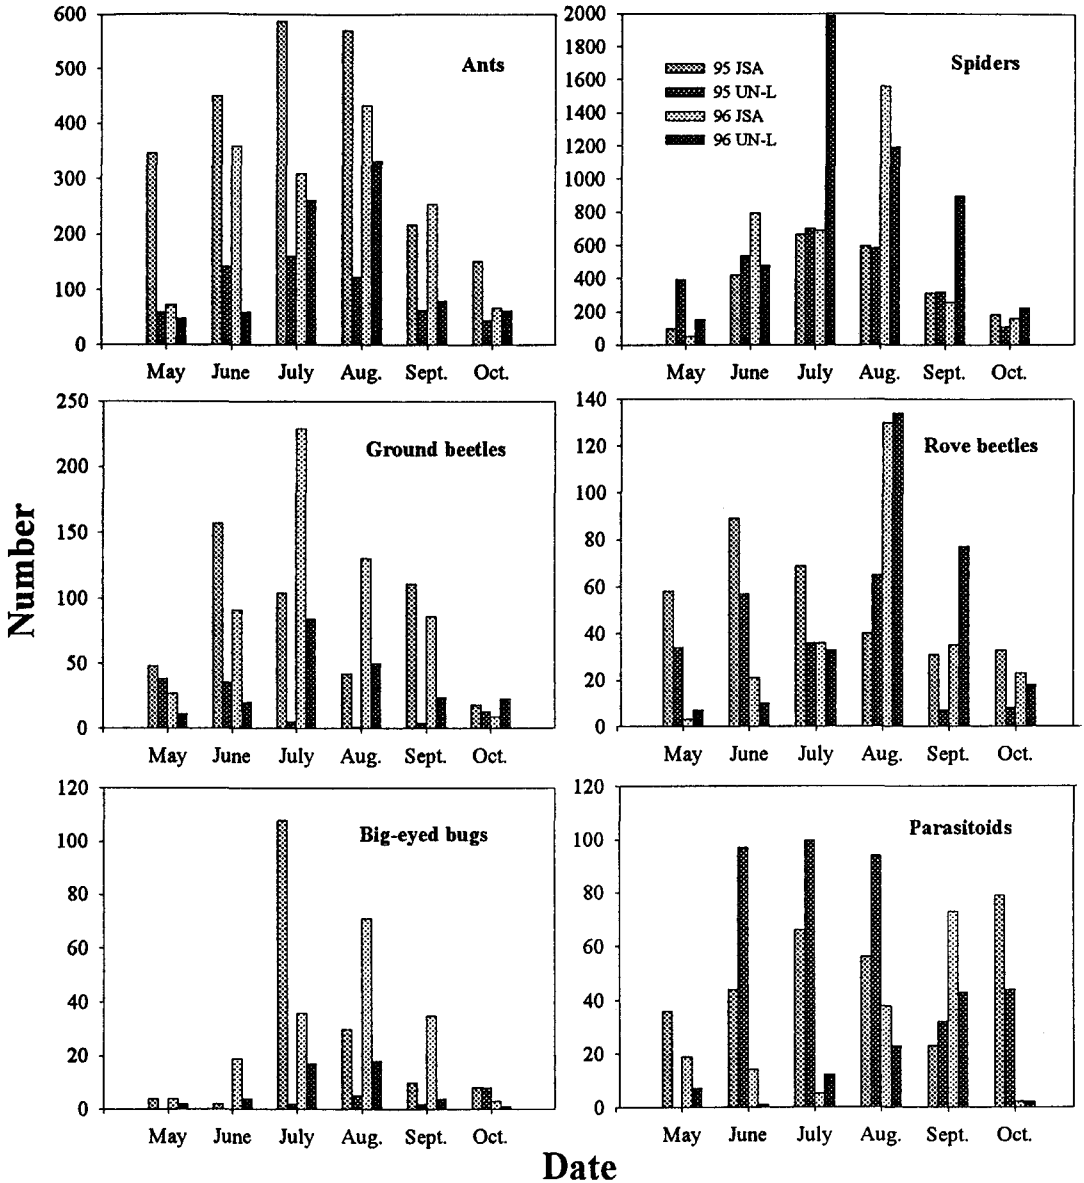 600
500
400
300
200
100
0
Ants
May June July Aug. Sept. Oct.
2000
1800
1600
1400
1200
1000
800
600
400
200
0
Spiders
95 JSA
95 UN-L
96 JSA
96 UN-L
May June July Aug. Sept. Oct.
250
200
150
100
50
0
Ground beetles
May June July Aug. Sept. Oct.
140
120
100
80
60
40
20
0
Rove beetles
May June July Aug. Sept. Oct.
Number
120
100
80
60
40
20
0
Big-eyed bugs
May June July Aug. Sept. Oct.
120
100
80
60
40
20
0
Parasitoids
May June July Aug. Sept. Oct.
Date